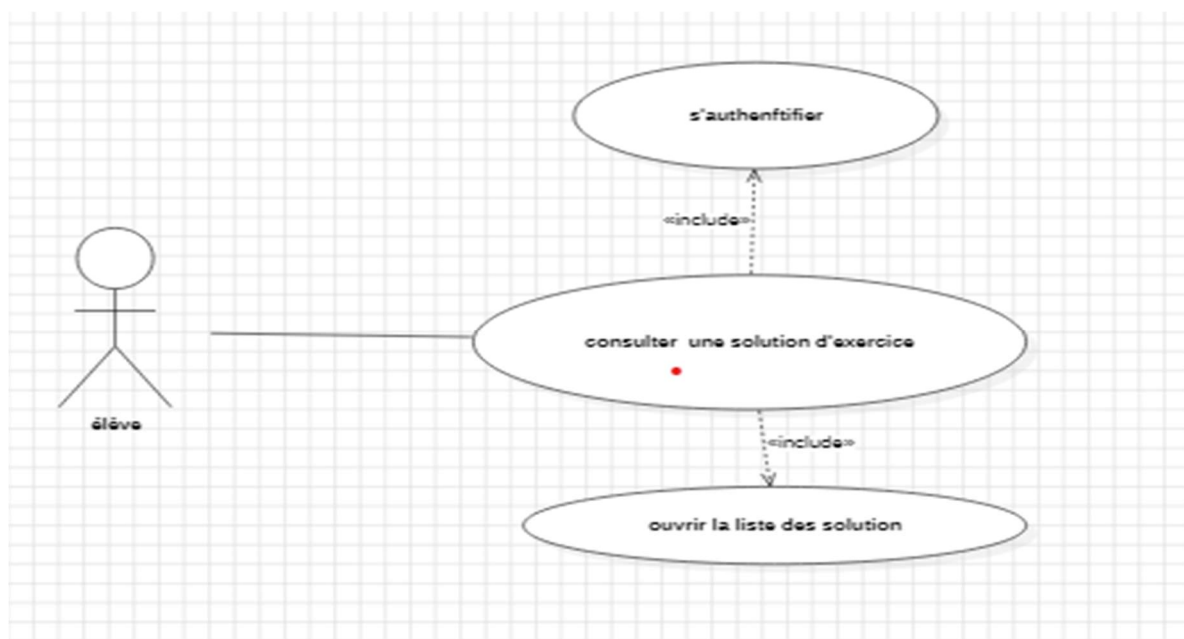 s'authenftifier
«include»
consulter une solution d'exercice
élève
«include»
ouvrir la liste des solution